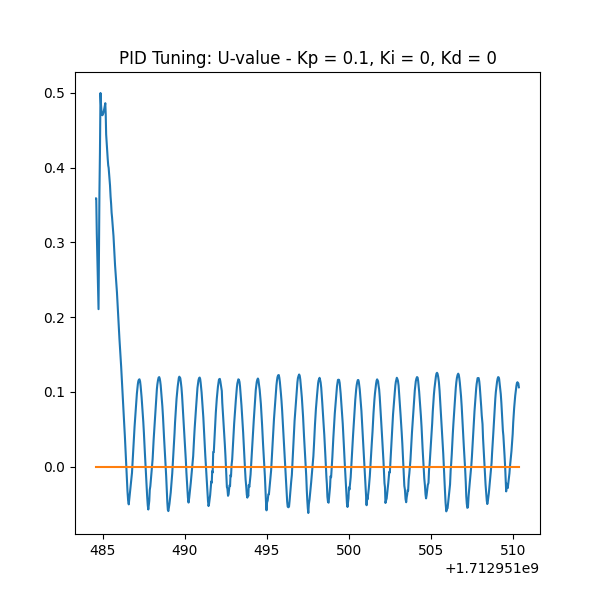 PID Tuning: U-value - Kp = 0.1, Ki = 0, Kd = 0
0.5
0.4
0.3
0.2
0.1
0.0
485 490 495 500 505 510
+1.712951e9